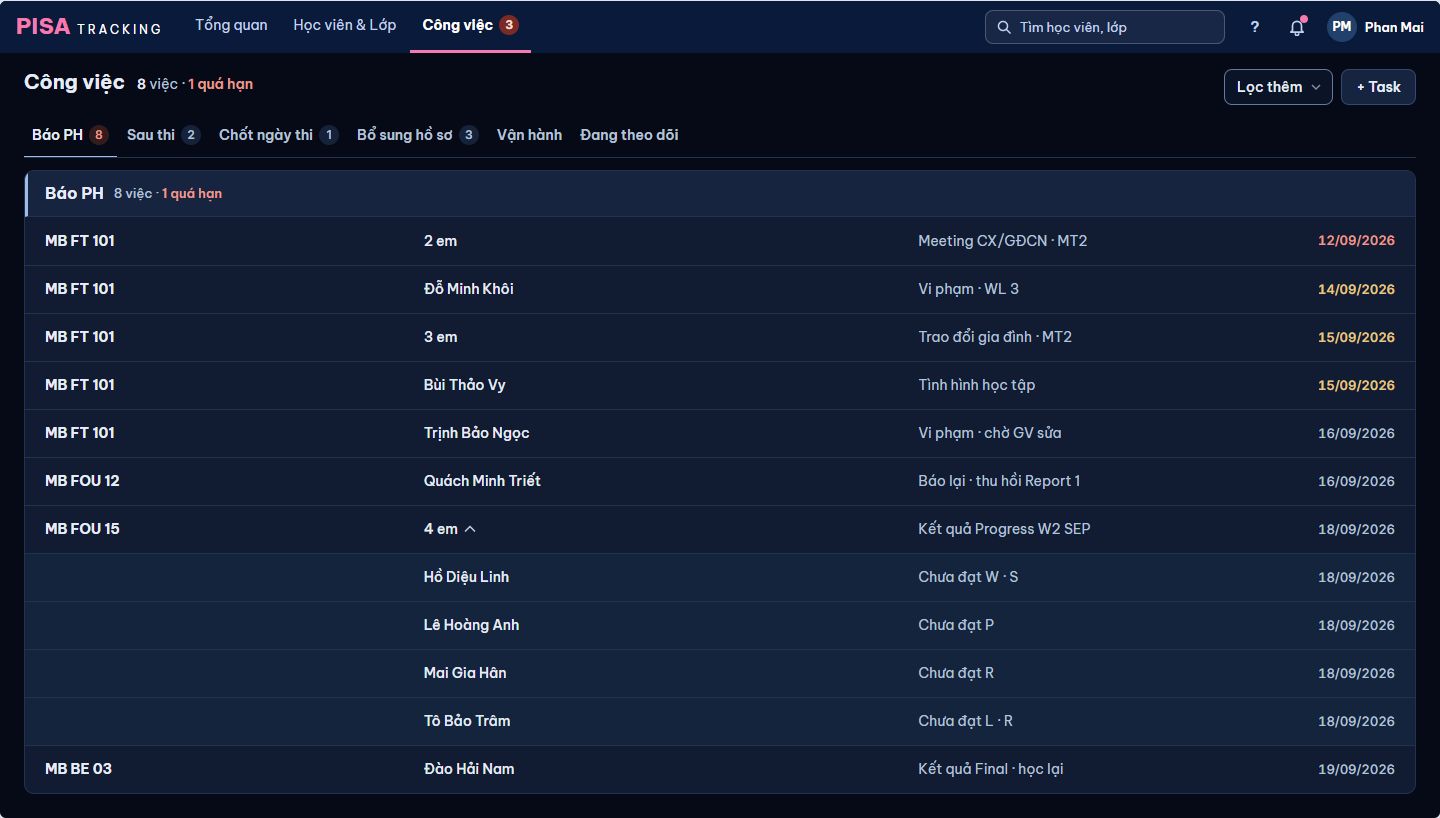 PISA TRACKING Tổng quan Học viên & Lớp Công việc 3 Tìm học viên, lớp ? PM Phan Mai
Công việc 8 việc · 1 quá hạn Lọc thêm + Task
Báo PH 8 Sau thi 2 Chốt ngày thi 1 Bổ sung hồ sơ 3 Vận hành Đang theo dõi
Báo PH 8 việc · 1 quá hạn
MB FT 101 2 em Meeting CX/GĐCN · MT2 12/09/2026
MB FT 101 Đỗ Minh Khôi Vi phạm · WL 3 14/09/2026
MB FT 101 3 em Trao đổi gia đình · MT2 15/09/2026
MB FT 101 Bùi Thảo Vy Tình hình học tập 15/09/2026
MB FT 101 Trịnh Bảo Ngọc Vi phạm · chờ GV sửa 16/09/2026
MB FOU 12 Quách Minh Triết Báo lại · thu hồi Report 1 16/09/2026
MB FOU 15 4 em Kết quả Progress W2 SEP 18/09/2026
Hồ Diệu Linh Chưa đạt W · S 18/09/2026
Lê Hoàng Anh Chưa đạt P 18/09/2026
Mai Gia Hân Chưa đạt R 18/09/2026
Tô Bảo Trâm Chưa đạt L · R 18/09/2026
MB BE 03 Đào Hải Nam Kết quả Final · học lại 19/09/2026